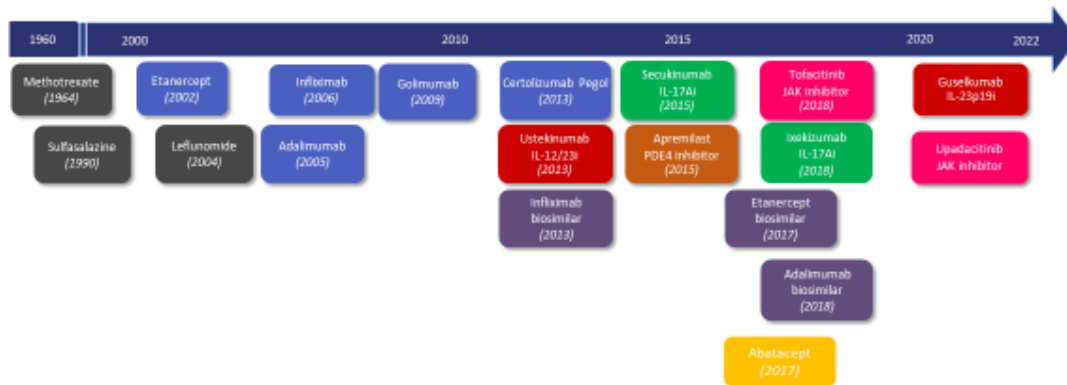 1960
2000
2010
2015
2020
2022
Methotrexate
(1964)
Etanercept
(2002)
Infliximab
(2006)
Golimumab
(2009)
Certolizumab Pegol
(2013)
Secukinumab
IL-17Ai
(2015)
Tofacitinib
JAK inhibitor
(2018)
Guselkumab
IL-23p19i
Sulfasalazine
(1990)
Leflunomide
(2004)
Adalimumab
(2005)
Ustekinumab
IL-12/23i
(2013)
Apremilast
PDE4 inhibitor
(2015)
Ixekizumab
IL-17Ai
(2018)
Upadacitinib
JAK inhibitor
Infliximab
biosimilar
(2013)
Etanercept
biosimilar
(2017)
Adalimumab
biosimilar
(2018)
Abatacept
(2017)